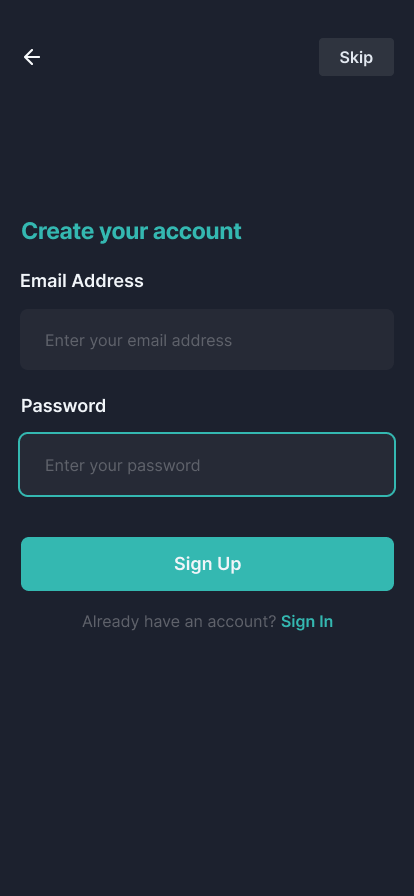 Skip
Create your account
Email Address
Enter your email address
Password
Enter your password
Sign Up
Already have an account? Sign In